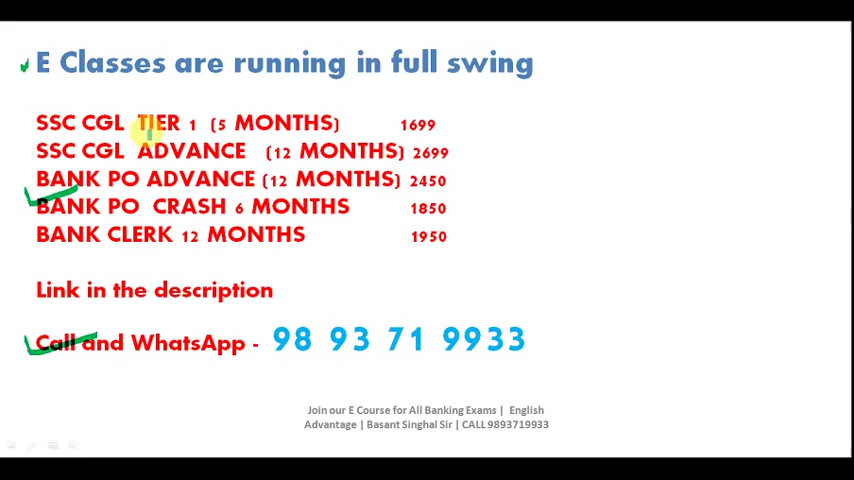 E Classes are running in full swing
SSC CGL TIER 1 (5 MONTHS) 1699
SSC CGL ADVANCE (12 MONTHS) 2699
BANK PO ADVANCE (12 MONTHS) 2450
BANK PO CRASH 6 MONTHS 1850
BANK CLERK 12 MONTHS 1950
Link in the description
Call and WhatsApp - 98 93 71 9933
Join our E Course for All Banking Exams | English
Advantage | Basant Singhal Sir | CALL 9893719933